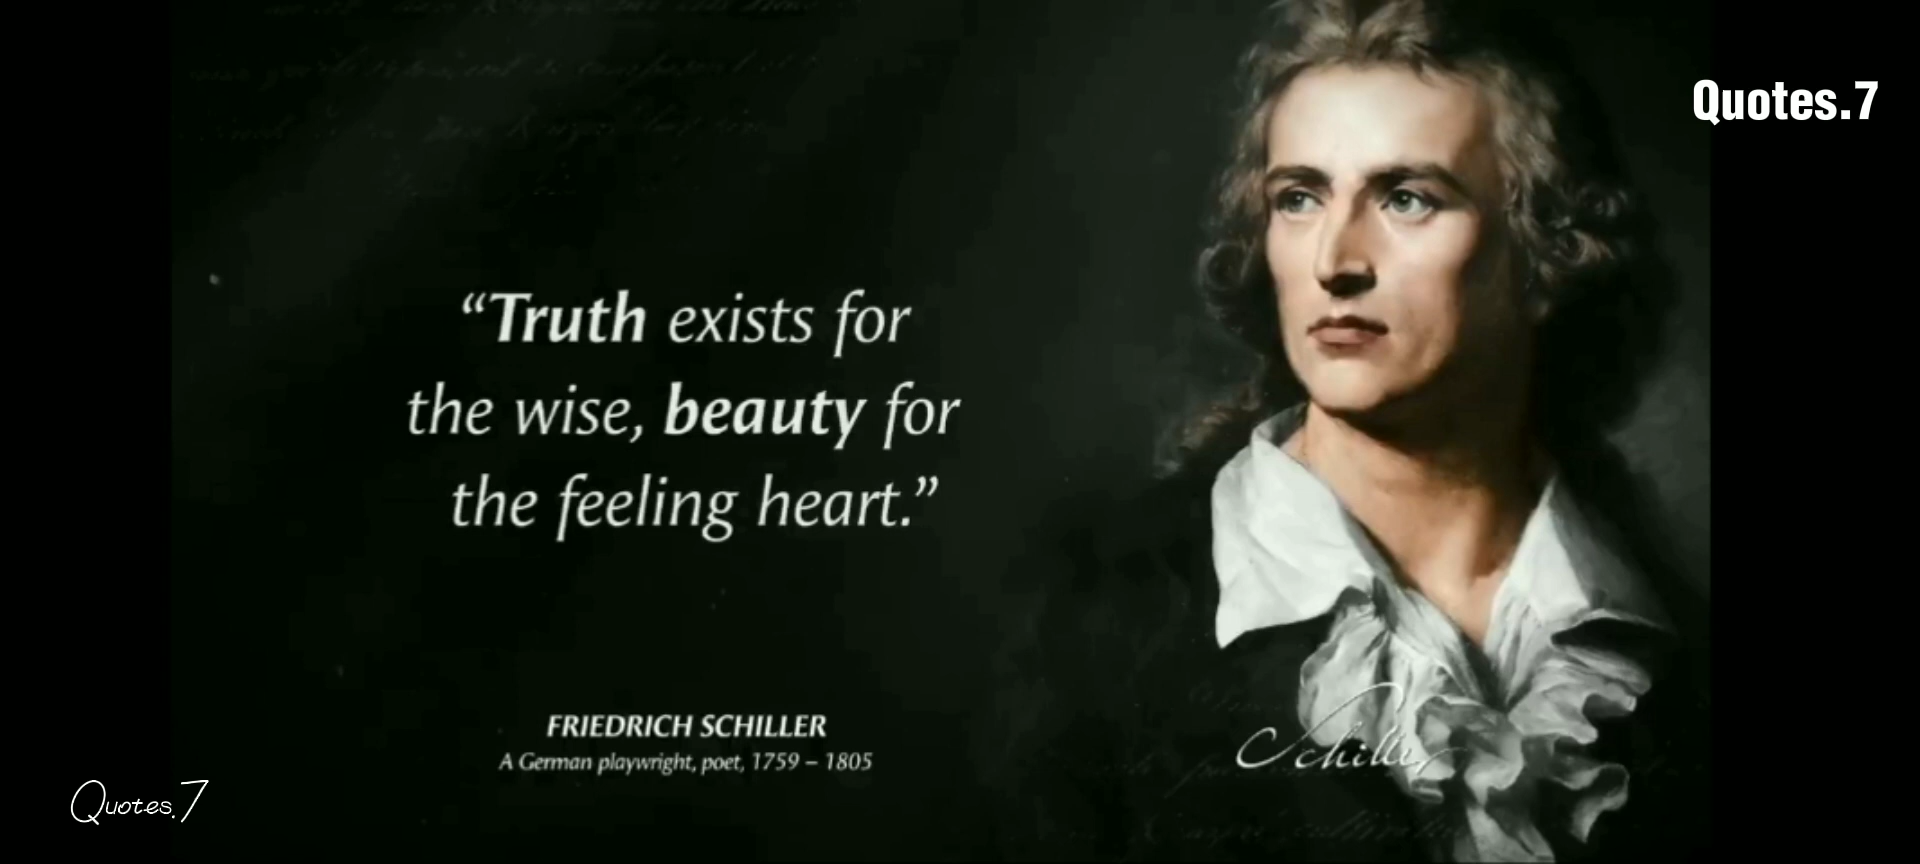 Quotes.7
“Truth exists for
the wise, beauty for
the feeling heart.”
FRIEDRICH SCHILLER
A German playwright, poet, 1759 – 1805
Schiller
Quotes.7